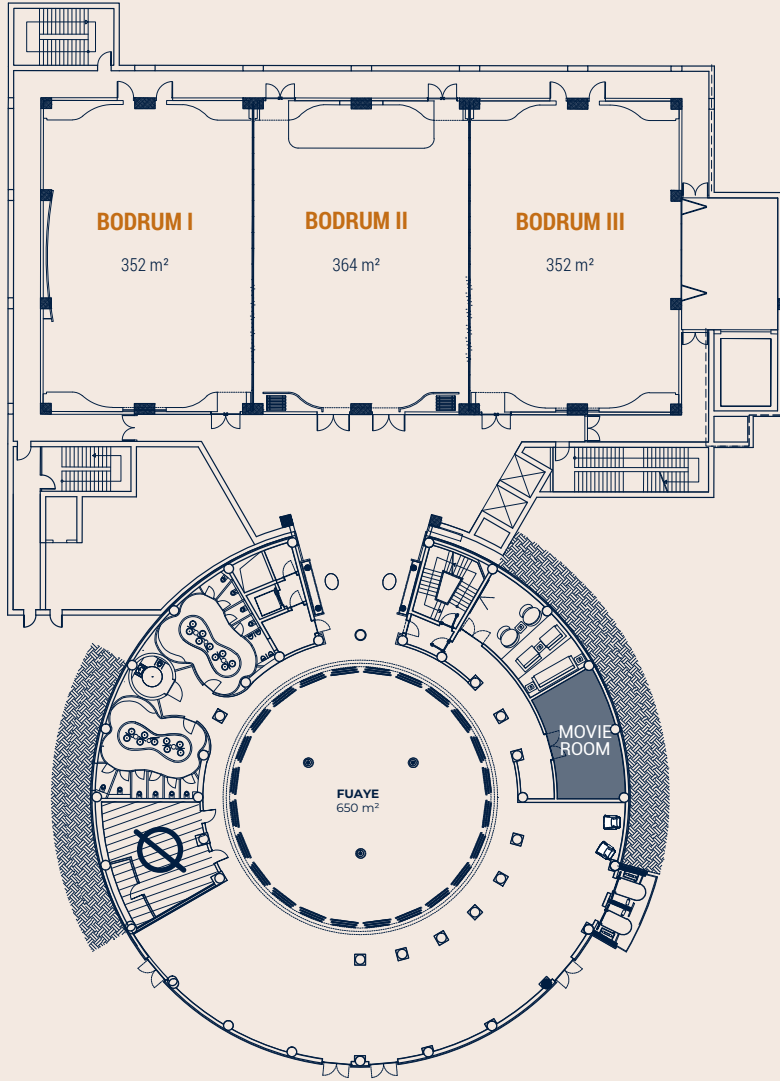 BODRUM I
352 m²
BODRUM II
364 m²
BODRUM III
352 m²
MOVIE
ROOM
FUAYE
650 m²